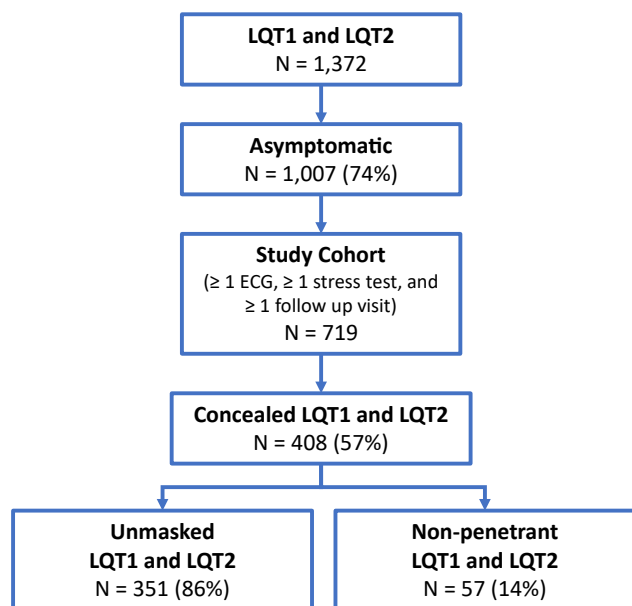 LQT1 and LQT2
N = 1,372
Asymptomatic
N = 1,007 (74%)
Study Cohort
(≥ 1 ECG, ≥ 1 stress test, and
≥ 1 follow up visit)
N = 719
Concealed LQT1 and LQT2
N = 408 (57%)
Unmasked
LQT1 and LQT2
N = 351 (86%)
Non-penetrant
LQT1 and LQT2
N = 57 (14%)